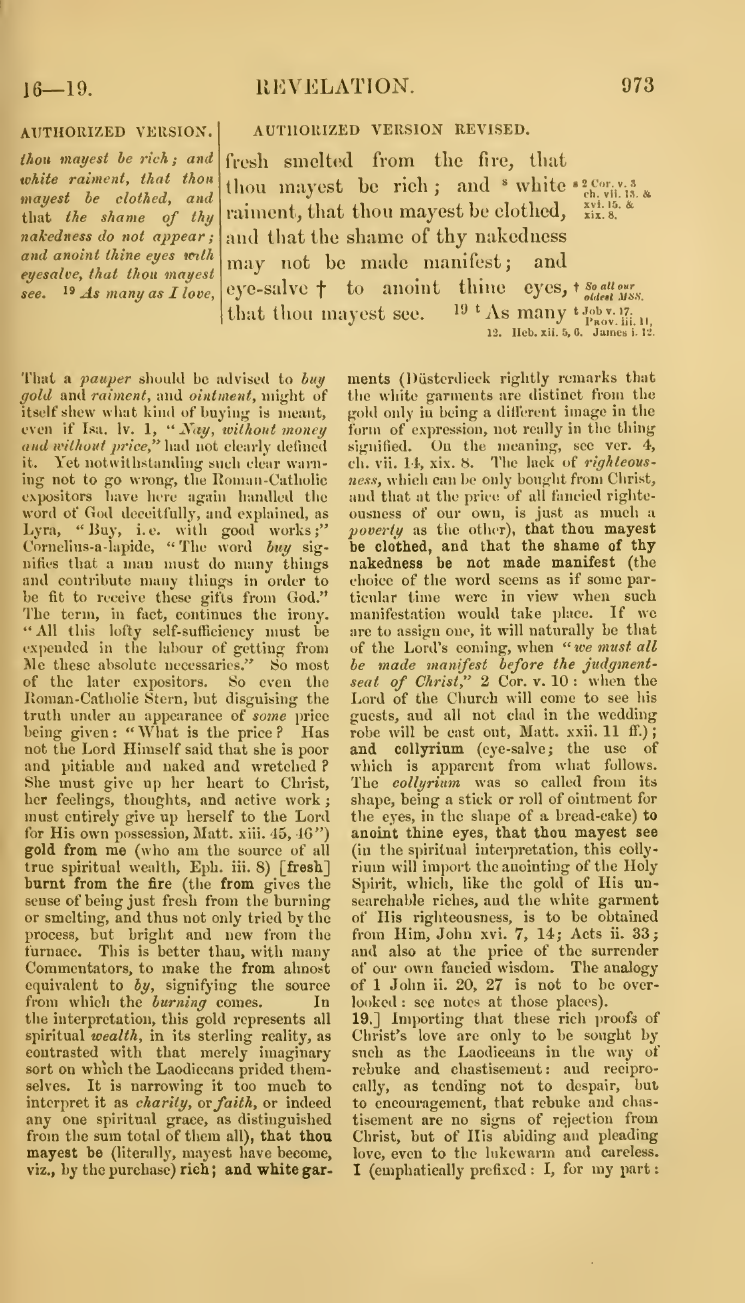 16—19.
REVELATION.
973
AUTHORIZED VERSION.
thou mayest be rich; and
white raiment, that thou
mayest be clothed, and
that the shame of thy
nakedness do not appear;
and anoint thine eyes with
eyesalve, that thou mayest
see. 19 As many as I love,
AUTHORIZED VERSION REVISED.
fresh smelted from the fire, that
thou mayest be rich; and s white
raiment, that thou mayest be clothed,
and that the shame of thy nakedness
may not be made manifest; and
eye-salve † to anoint thine eyes,
that thou mayest see. 19 t As many
s 2 Cor. v. 3
ch. vii. 13. &
xvi. 15. &
xix. 8.
† So all our
oldest MSS.
t Job v. 17.
Prov. iii. 11,
12. Heb. xii. 5, 6. James i. 12.
That a pauper should be advised to buy
gold and raiment, and ointment, might of
itself shew what kind of buying is meant,
even if Isa. lv. 1, “Nay, without money
and without price,” had not clearly defined
it. Yet notwithstanding such clear warn-
ing not to go wrong, the Roman-Catholic
expositors have here again handled the
word of God deceitfully, and explained, as
Lyra, “Buy, i. e. with good works;”
Cornelius-a-lapide, “The word buy sig-
nifies that a man must do many things
and contribute many things in order to
be fit to receive these gifts from God.”
The term, in fact, continues the irony.
“All this lofty self-sufficiency must be
expended in the labour of getting from
Me these absolute necessaries.” So most
of the later expositors. So even the
Roman-Catholic Stern, but disguising the
truth under an appearance of some price
being given: “What is the price? Has
not the Lord Himself said that she is poor
and pitiable and naked and wretched?
She must give up her heart to Christ,
her feelings, thoughts, and active work;
must entirely give up herself to the Lord
for His own possession, Matt. xiii. 45, 46”)
gold from me (who am the source of all
true spiritual wealth, Eph. iii. 8) [fresh]
burnt from the fire (the from gives the
sense of being just fresh from the burning
or smelting, and thus not only tried by the
process, but bright and new from the
furnace. This is better than, with many
Commentators, to make the from almost
equivalent to by, signifying the source
from which the burning comes. In
the interpretation, this gold represents all
spiritual wealth, in its sterling reality, as
contrasted with that merely imaginary
sort on which the Laodiceans prided them-
selves. It is narrowing it too much to
interpret it as charity, or faith, or indeed
any one spiritual grace, as distinguished
from the sum total of them all), that thou
mayest be (literally, mayest have become,
viz., by the purchase) rich; and white gar-
ments (Düsterdieck rightly remarks that
the white garments are distinct from the
gold only in being a different image in the
form of expression, not really in the thing
signified. On the meaning, see ver. 4,
ch. vii. 14, xix. 8. The lack of righteous-
ness, which can be only bought from Christ,
and that at the price of all fancied righte-
ousness of our own, is just as much a
poverty as the other), that thou mayest
be clothed, and that the shame of thy
nakedness be not made manifest (the
choice of the word seems as if some par-
ticular time were in view when such
manifestation would take place. If we
are to assign one, it will naturally be that
of the Lord's coming, when “we must all
be made manifest before the judgment-
seat of Christ,” 2 Cor. v. 10: when the
Lord of the Church will come to see his
guests, and all not clad in the wedding
robe will be cast out, Matt. xxii. 11 ff.);
and collyrium (eye-salve; the use of
which is apparent from what follows.
The collyrium was so called from its
shape, being a stick or roll of ointment for
the eyes, in the shape of a bread-cake) to
anoint thine eyes, that thou mayest see
(in the spiritual interpretation, this colly-
rium will import the anointing of the Holy
Spirit, which, like the gold of His un-
searchable riches, and the white garment
of His righteousness, is to be obtained
from Him, John xvi. 7, 14; Acts ii. 33;
and also at the price of the surrender
of our own fancied wisdom. The analogy
of 1 John ii. 20, 27 is not to be over-
looked: see notes at those places).
19.] Importing that these rich proofs of
Christ's love are only to be sought by
such as the Laodiceans in the way of
rebuke and chastisement: and recipro-
cally, as tending not to despair, but
to encouragement, that rebuke and chas-
tisement are no signs of rejection from
Christ, but of His abiding and pleading
love, even to the lukewarm and careless.
I (emphatically prefixed: I, for my part: